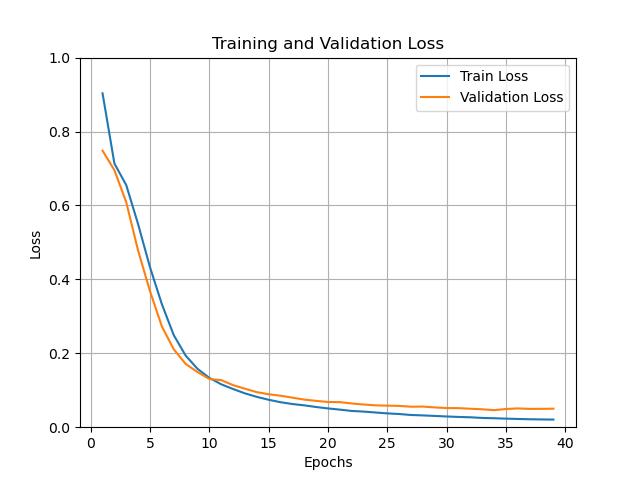 Training and Validation Loss
Train Loss
Validation Loss
Loss
1.0
0.8
0.6
0.4
0.2
0.0
0 5 10 15 20 25 30 35 40
Epochs